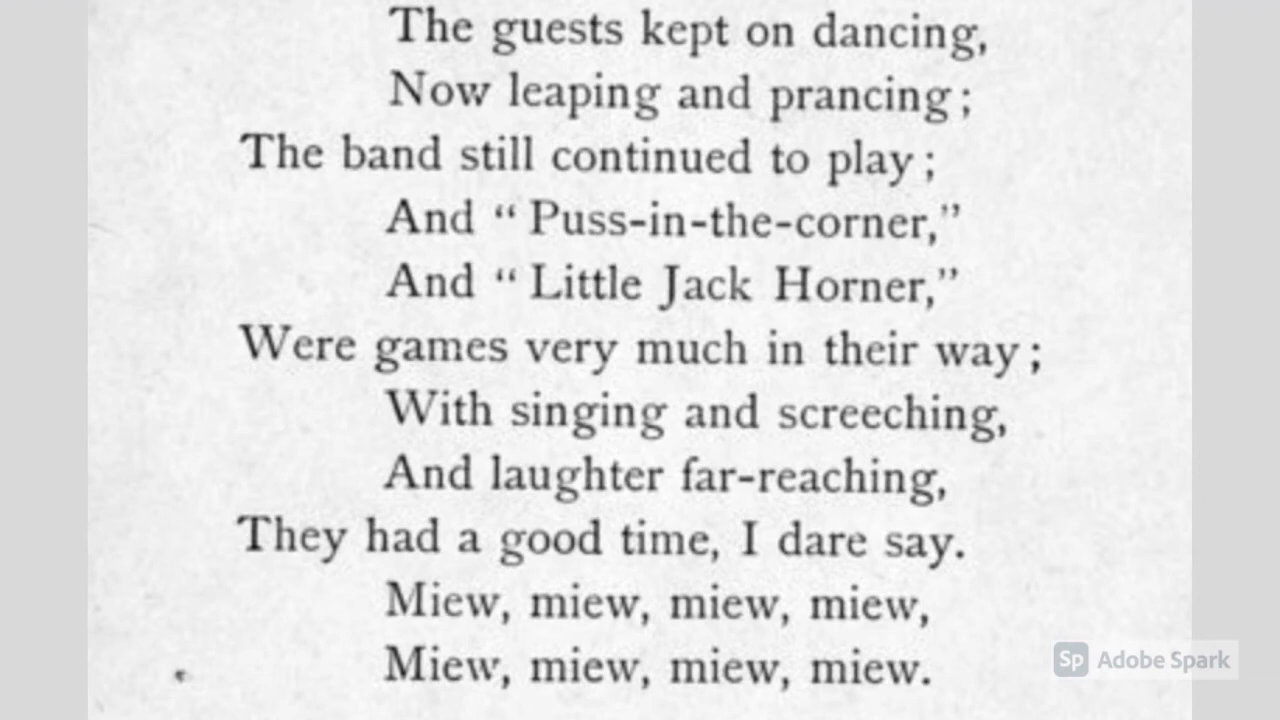 The guests kept on dancing,
Now leaping and prancing;
The band still continued to play;
And "Puss-in-the-corner,"
And "Little Jack Horner,"
Were games very much in their way;
With singing and screeching,
And laughter far-reaching,
They had a good time, I dare say.
Miew, miew, miew, miew,
Miew, miew, miew, miew.
Sp Adobe Spark